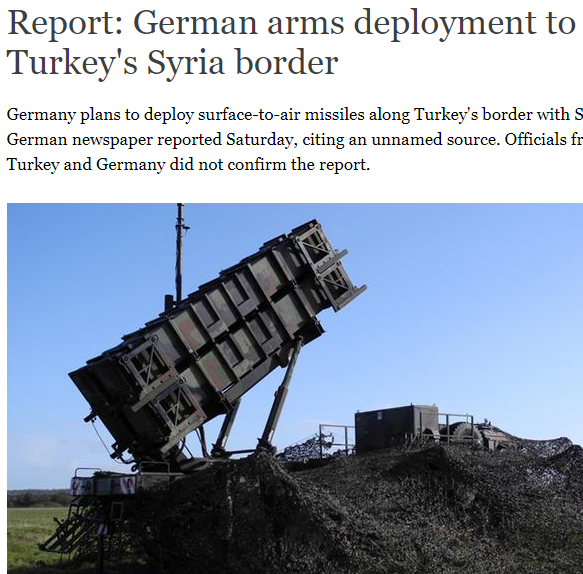 Report: German arms deployment to
Turkey's Syria border
Germany plans to deploy surface-to-air missiles along Turkey's border with S
German newspaper reported Saturday, citing an unnamed source. Officials fr
Turkey and Germany did not confirm the report.